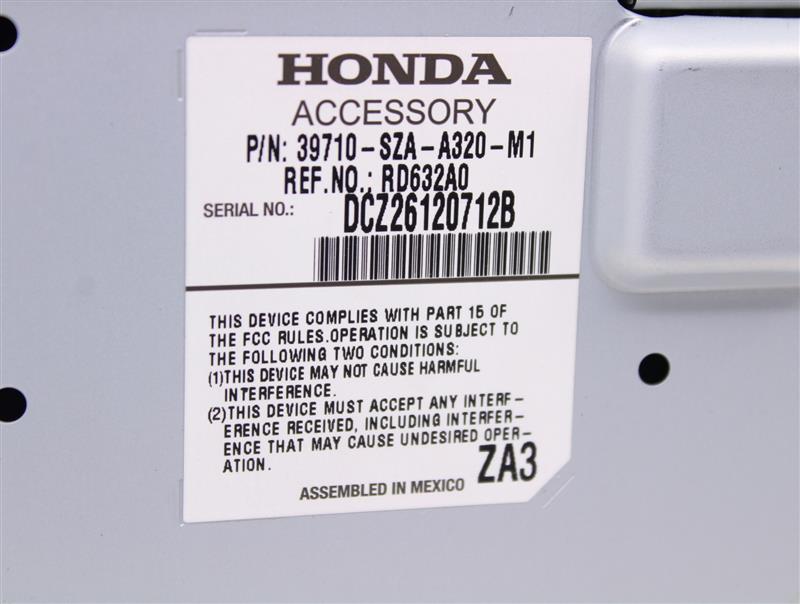 HONDA
ACCESSORY
P/N: 39710-SZA-A320-M1
REF.NO.: RD632A0
SERIAL NO.: DCZ26120712B
THIS DEVICE COMPLIES WITH PART 15 OF
THE FCC RULES.OPERATION IS SUBJECT TO
THE FOLLOWING TWO CONDITIONS:
(1)THIS DEVICE MAY NOT CAUSE HARMFUL
INTERFERENCE.
(2)THIS DEVICE MUST ACCEPT ANY INTERF-
ERENCE RECEIVED, INCLUDING INTERFER-
ENCE THAT MAY CAUSE UNDESIRED OPER-
ATION.
ZA3
ASSEMBLED IN MEXICO